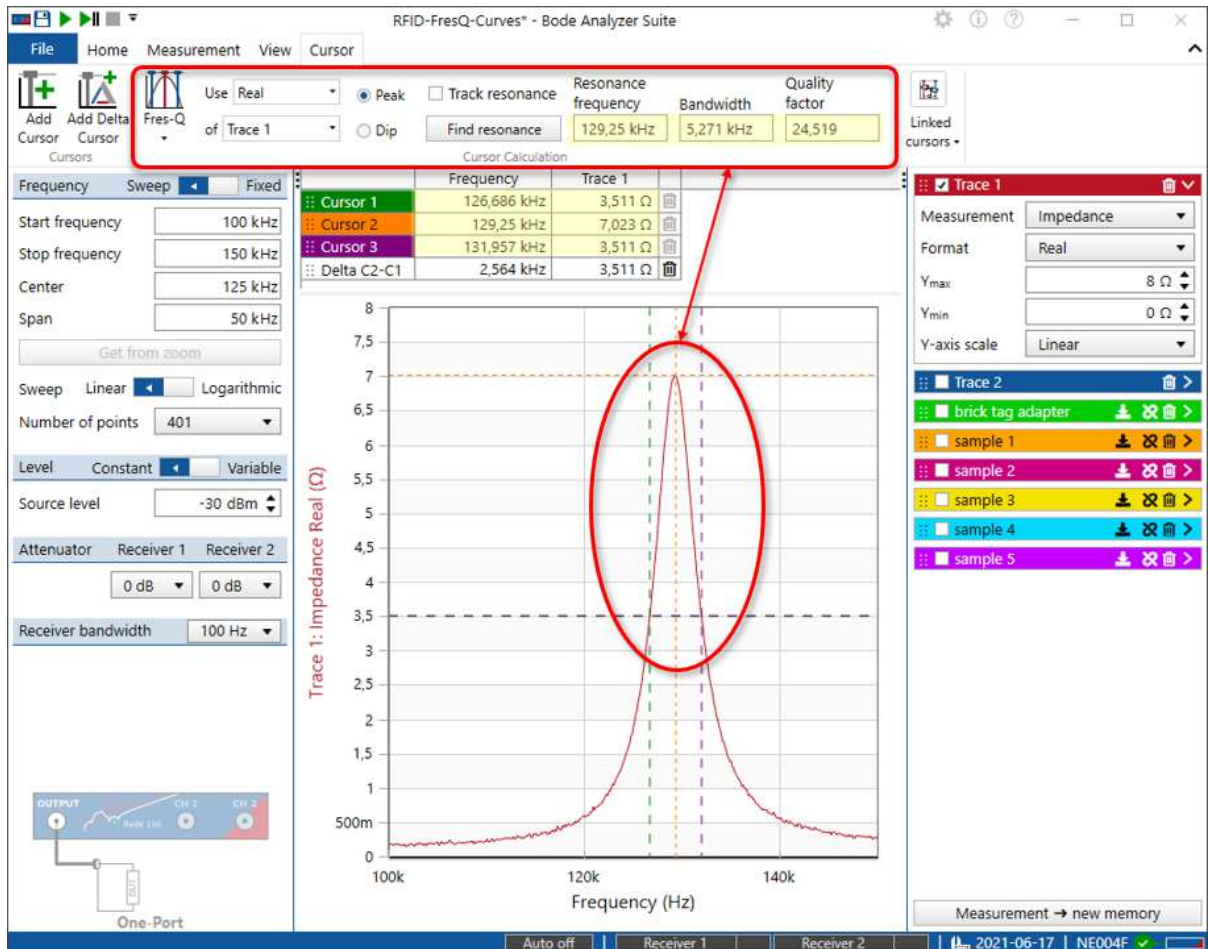 RFID-FresQ-Curves* - Bode Analyzer Suite
File Home Measurement View Cursor
Add Cursor
Add Delta Cursor
Cursors
Fres-Q
Use Real
of Trace 1
Peak
Dip
Track resonance
Find resonance
Resonance frequency
129,25 kHz
Bandwidth
5,271 kHz
Quality factor
24,519
Cursor Calculation
Linked cursors
Frequency Sweep Fixed
Start frequency 100 kHz
Stop frequency 150 kHz
Center 125 kHz
Span 50 kHz
Get from zoom
Sweep Linear Logarithmic
Number of points 401
Level Constant Variable
Source level -30 dBm
Attenuator Receiver 1 Receiver 2
0 dB 0 dB
Receiver bandwidth 100 Hz
OUTPUT CH 1 CH 2
Bode 100
DUT
One-Port
Frequency Trace 1
Cursor 1 126,686 kHz 3,511 Ω
Cursor 2 129,25 kHz 7,023 Ω
Cursor 3 131,957 kHz 3,511 Ω
Delta C2-C1 2,564 kHz 3,511 Ω
Trace 1: Impedance Real (Ω)
8
7,5
7
6,5
6
5,5
5
4,5
4
3,5
3
2,5
2
1,5
1
500m
0
100k 120k 140k
Frequency (Hz)
Trace 1
Measurement Impedance
Format Real
Ymax 8 Ω
Ymin 0 Ω
Y-axis scale Linear
Trace 2
brick tag adapter
sample 1
sample 2
sample 3
sample 4
sample 5
Measurement → new memory
Auto off Receiver 1 Receiver 2 2021-06-17 NE004F